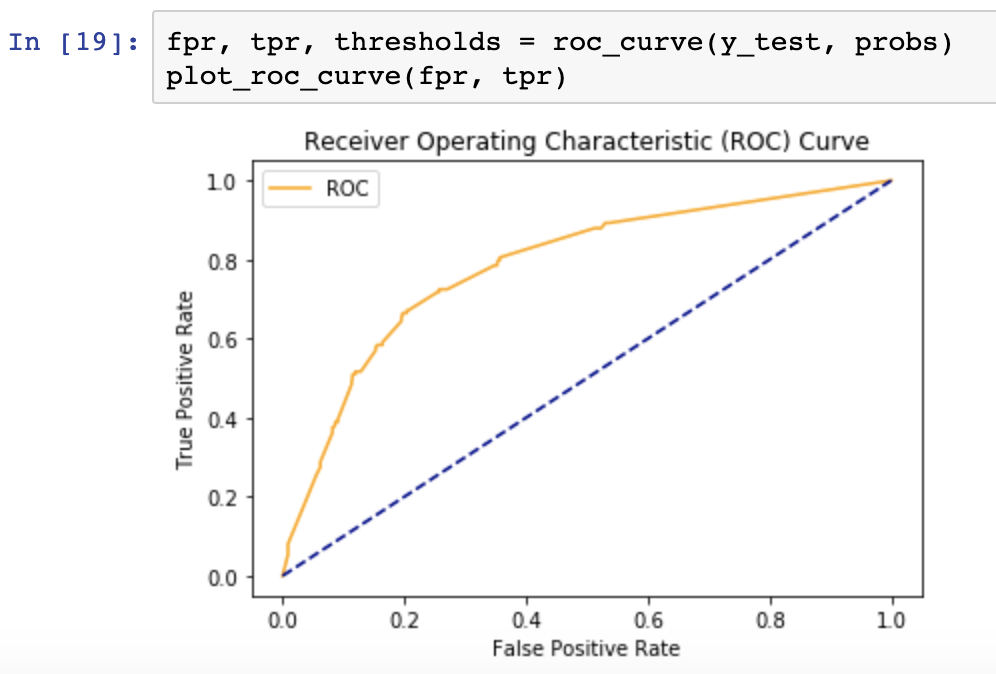 In [19]: fpr, tpr, thresholds = roc_curve(y_test, probs)
plot_roc_curve(fpr, tpr)
Receiver Operating Characteristic (ROC) Curve
ROC
1.0
0.8
0.6
0.4
0.2
0.0
True Positive Rate
0.0 0.2 0.4 0.6 0.8 1.0
False Positive Rate